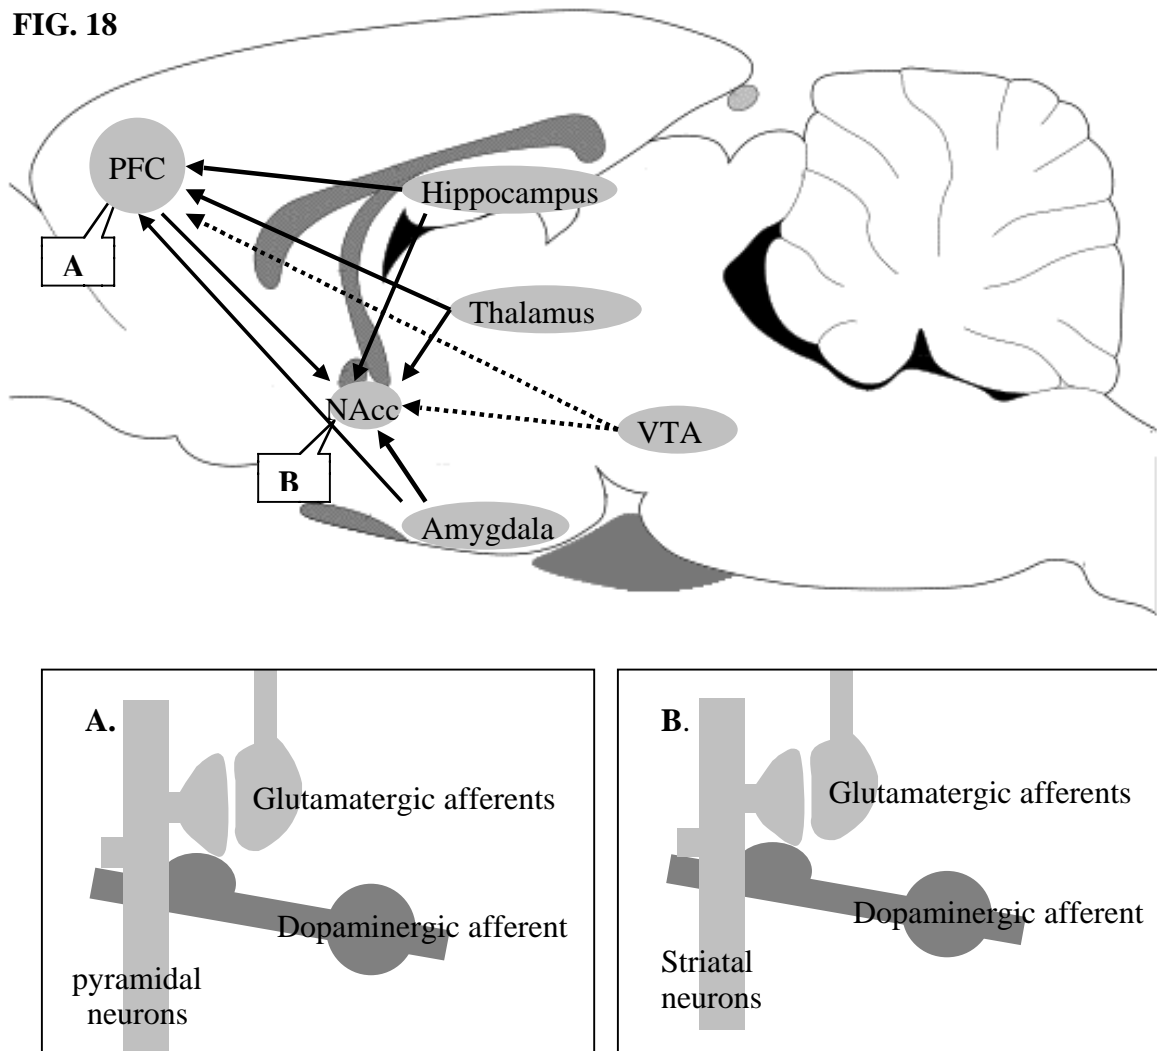 FIG. 18
PFC
Hippocampus
A
Thalamus
NAcc
VTA
B
Amygdala
A.
Glutamatergic afferents
Dopaminergic afferent
pyramidal
neurons
B.
Glutamatergic afferents
Dopaminergic afferent
Striatal
neurons